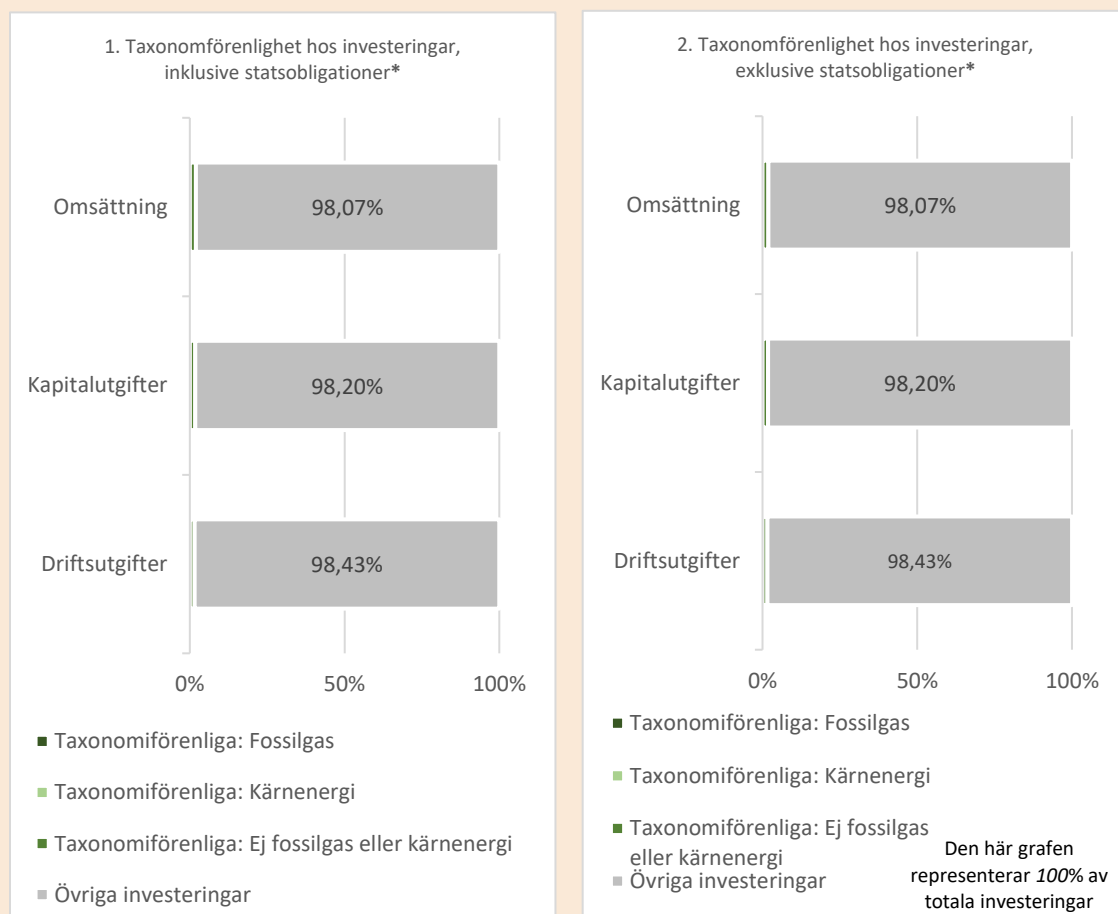 1. Taxonomförenlighet hos investeringar,
inklusive statsobligationer*
Omsättning
98,07%
Kapitalutgifter
98,20%
Driftsutgifter
98,43%
0%
50%
100%
Taxonomiförenliga: Fossilgas
Taxonomiförenliga: Kärnenergi
Taxonomiförenliga: Ej fossilgas eller kärnenergi
Övriga investeringar
2. Taxonomförenlighet hos investeringar,
exklusive statsobligationer*
Omsättning
98,07%
Kapitalutgifter
98,20%
Driftsutgifter
98,43%
0%
50%
100%
Taxonomiförenliga: Fossilgas
Taxonomiförenliga: Kärnenergi
Taxonomiförenliga: Ej fossilgas
eller kärnenergi
Övriga investeringar
Den här grafen
representerar 100% av
totala investeringar